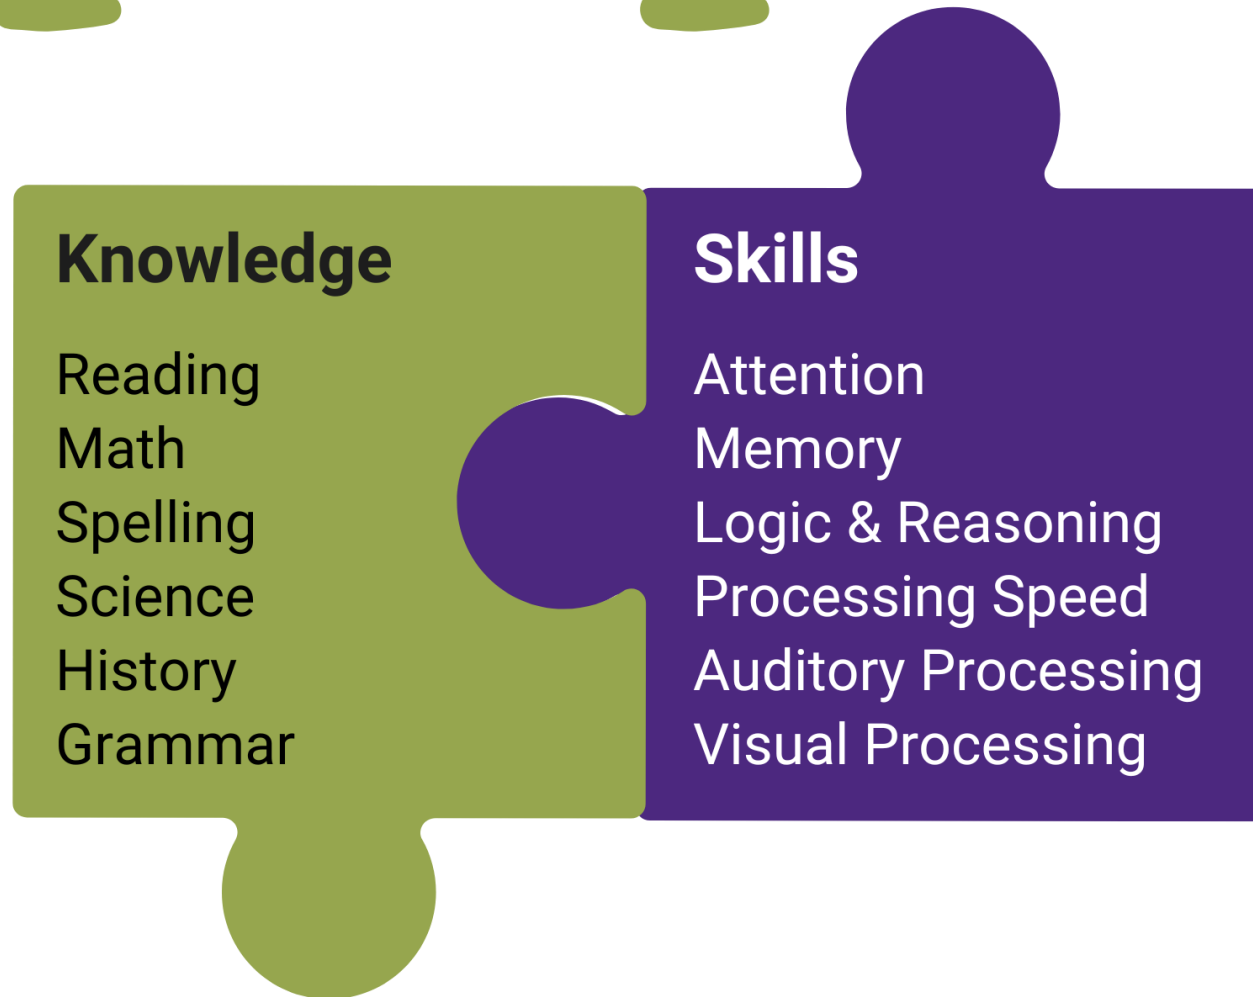 Knowledge
Reading
Math
Spelling
Science
History
Grammar
Skills
Attention
Memory
Logic & Reasoning
Processing Speed
Auditory Processing
Visual Processing